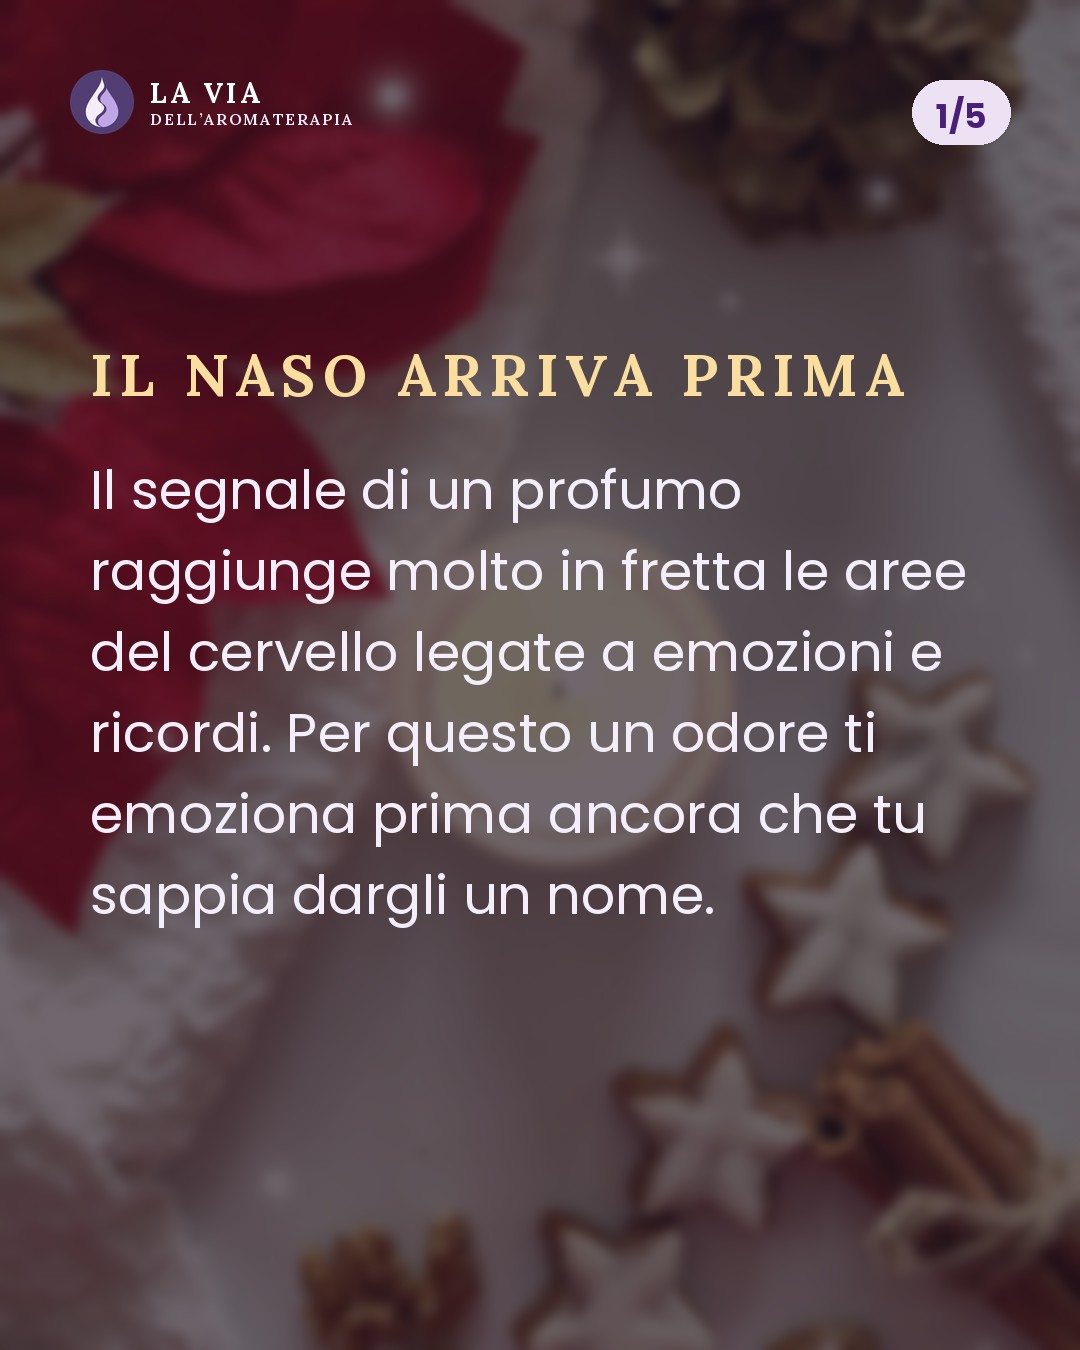 LA VIA
DELL'AROMATERAPIA
1/5
IL NASO ARRIVA PRIMA
Il segnale di un profumo
raggiunge molto in fretta le aree
del cervello legate a emozioni e
ricordi. Per questo un odore ti
emoziona prima ancora che tu
sappia dargli un nome.